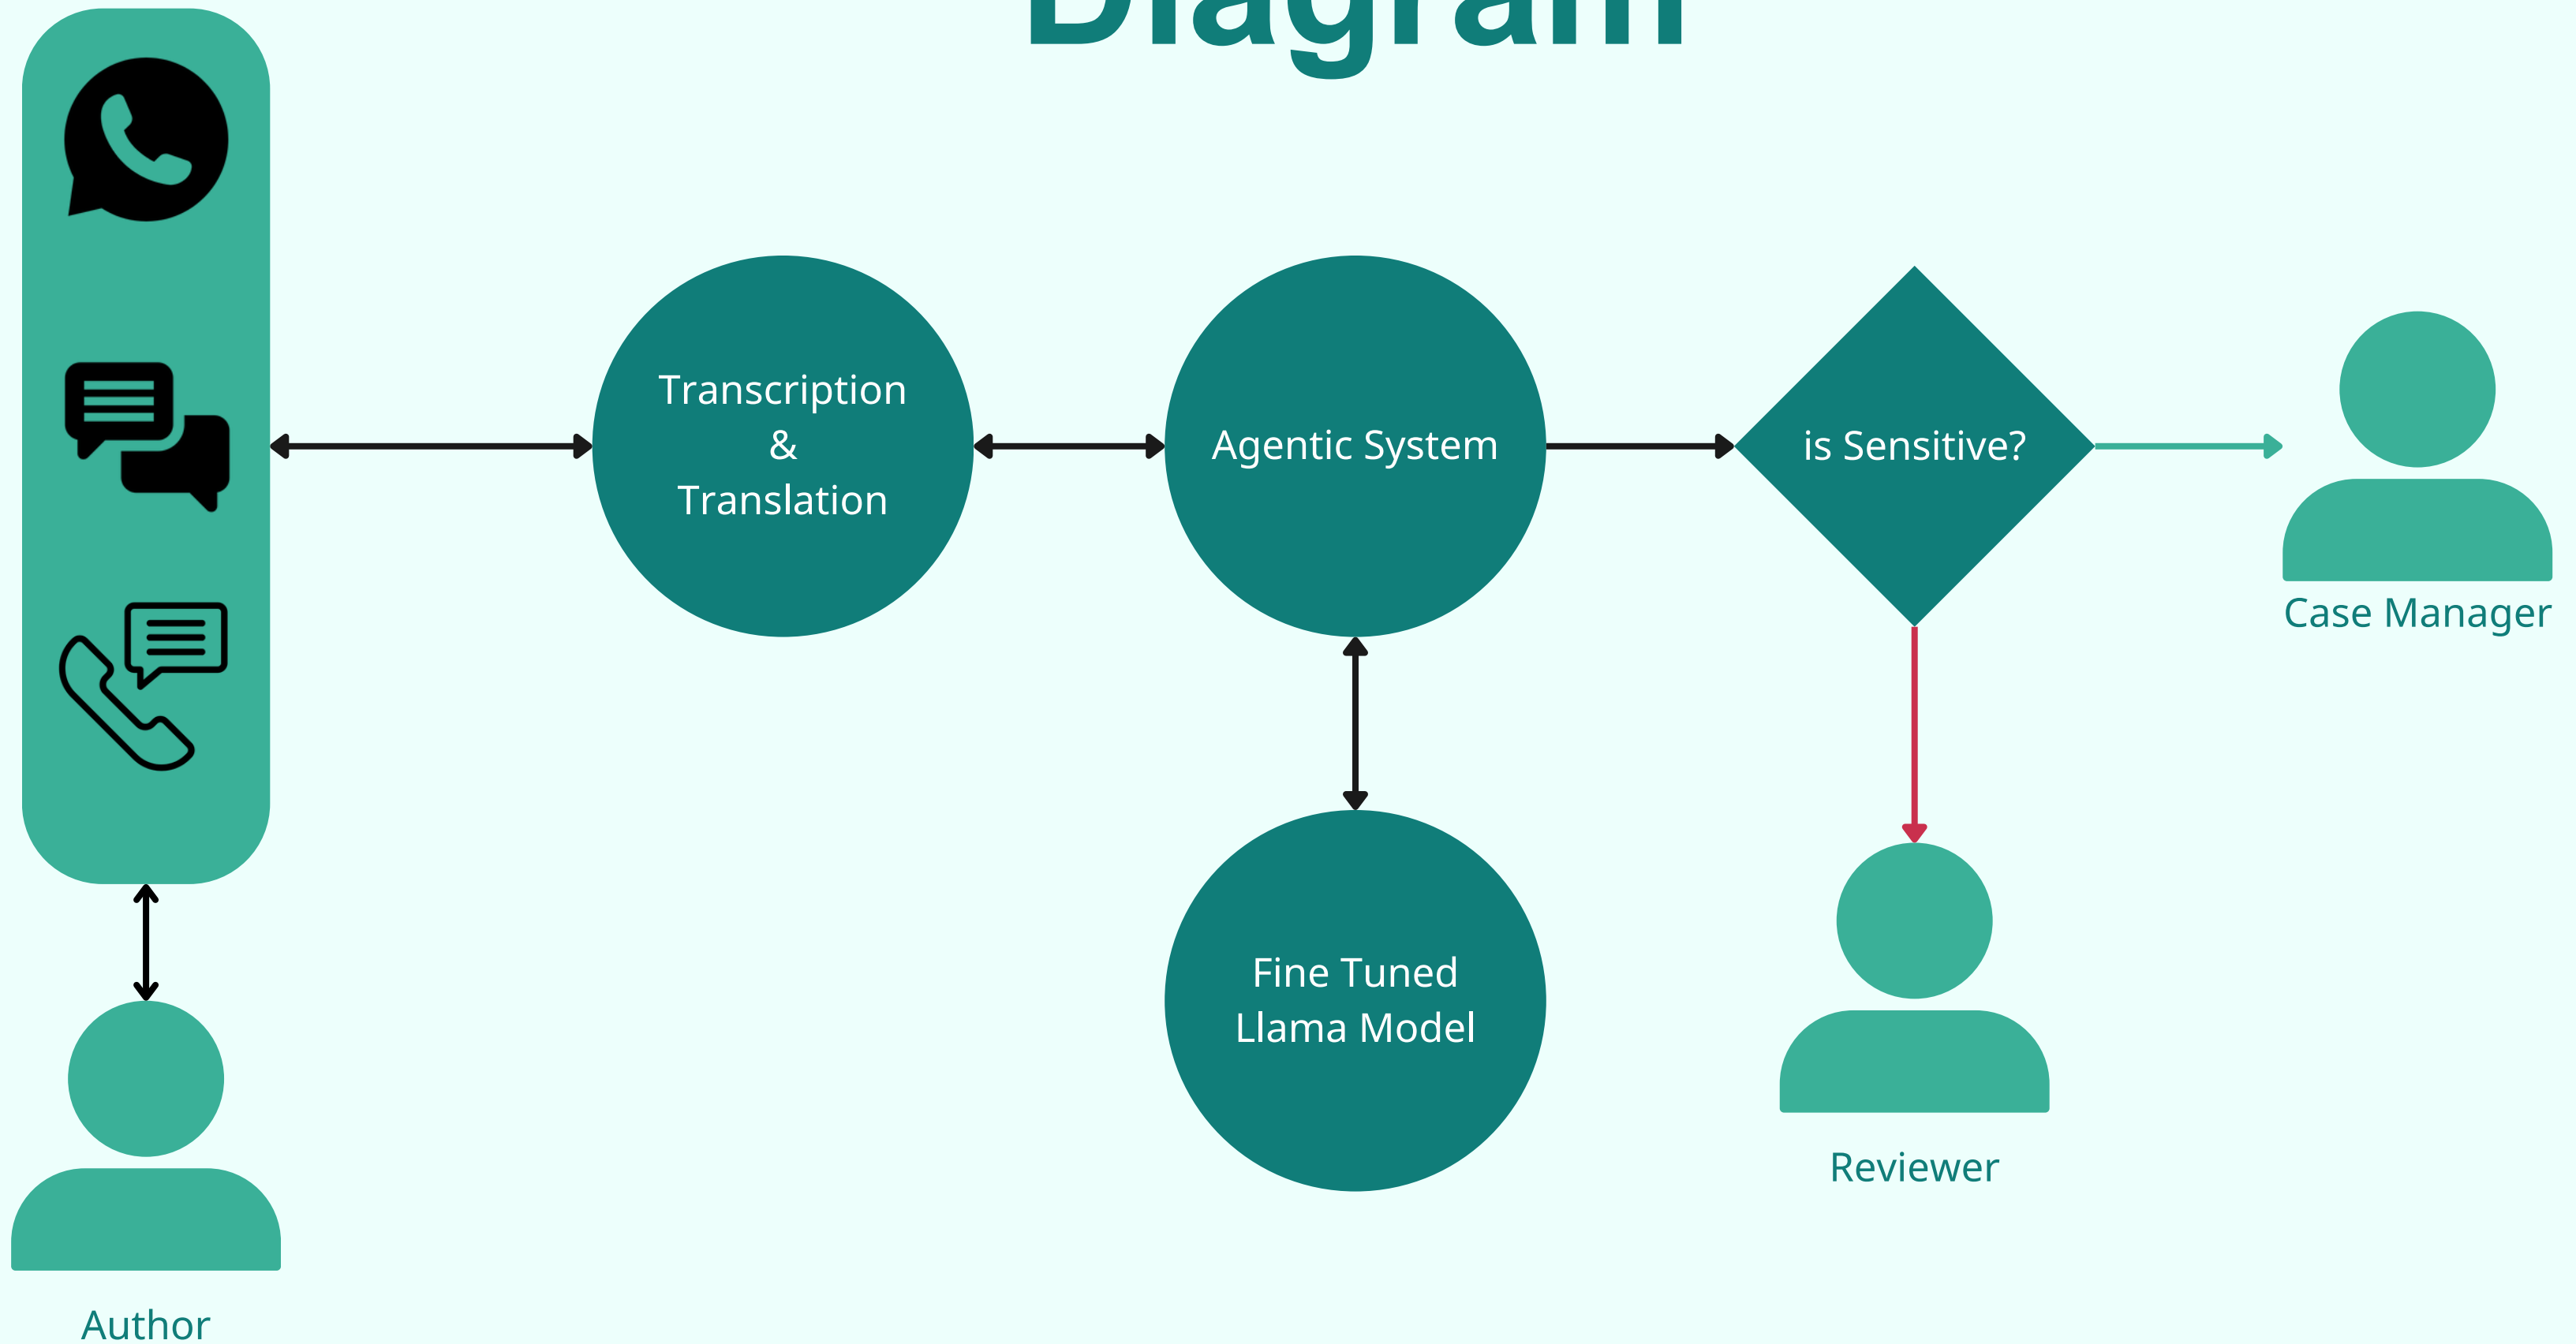 Diagram
Transcription
&
Translation
Agentic System
is Sensitive?
Case Manager
Fine Tuned
Llama Model
Reviewer
Author